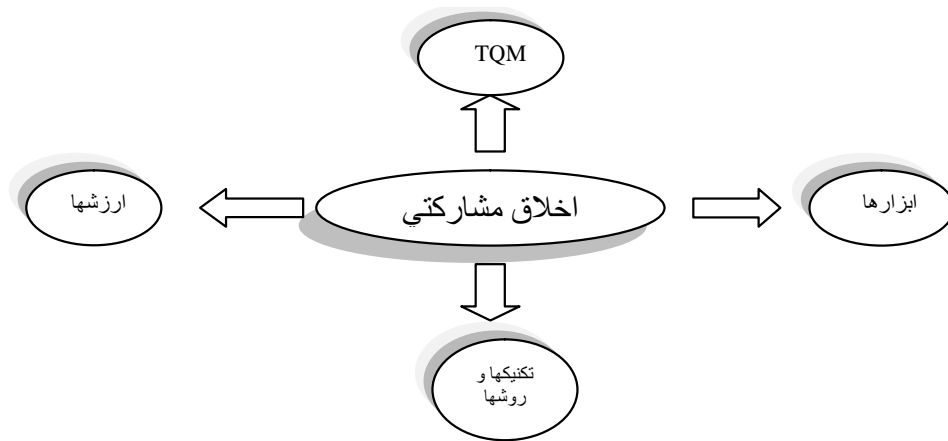 TQM
ابزارها
اخلاق مشاركتي
ارزشها
تكنيكها و
روشها